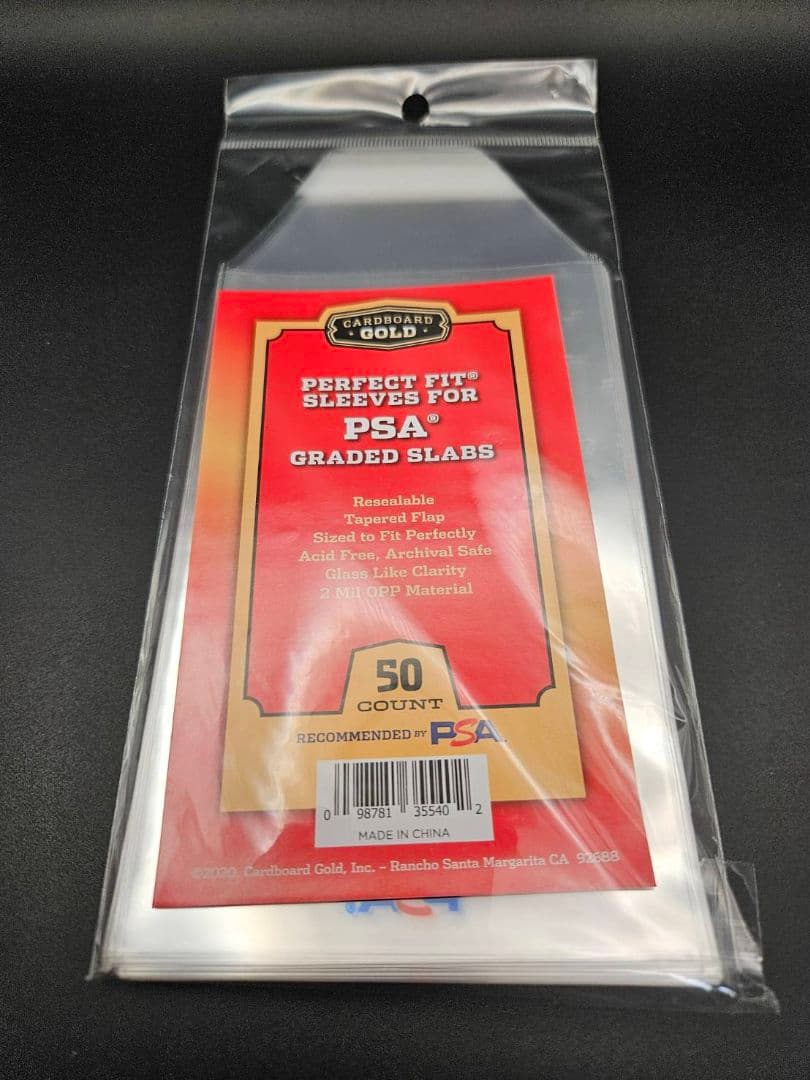 CARDBOARD
GOLD
PERFECT FIT®
SLEEVES FOR
PSA®
GRADED SLABS
Resealable
Tapered Flap
Sized to Fit Perfectly
Acid Free, Archival Safe
Glass Like Clarity
2 Mil OPP Material
50
COUNT
RECOMMENDED BY PSA
0 98781 35540 2
MADE IN CHINA
©2020, Cardboard Gold, Inc. – Rancho Santa Margarita CA 92688
PSA®